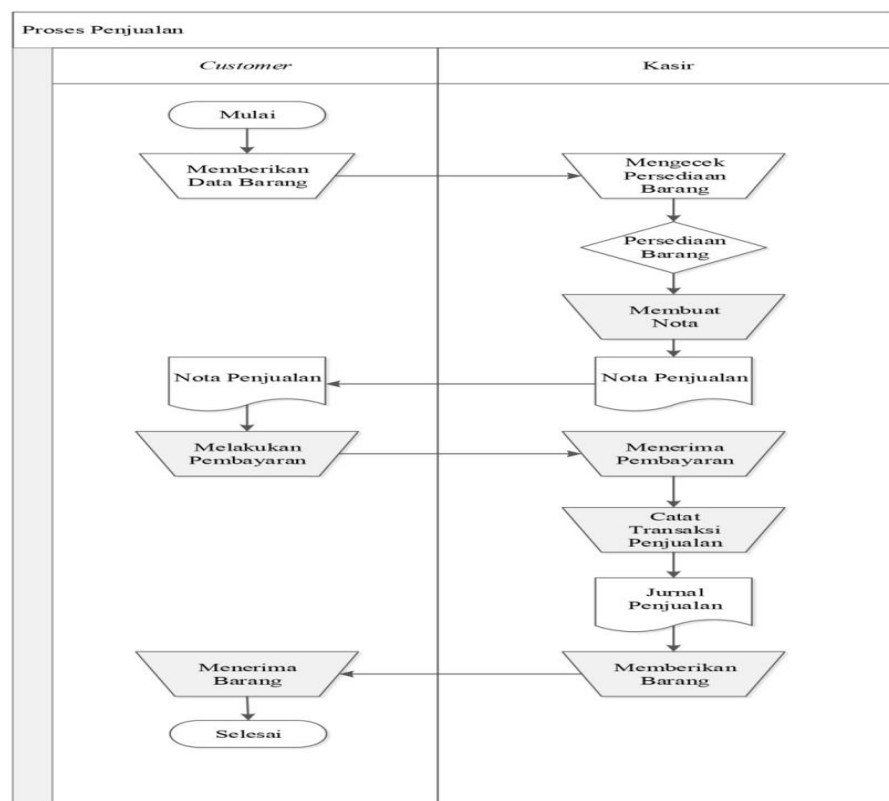 Proses Penjualan
Customer
Kasir
Mulai
Memberikan
Data Barang
Mengecek
Persediaan
Barang
Persediaan
Barang
Membuat
Nota
Nota Penjualan
Nota Penjualan
Melakukan
Pembayaran
Menerima
Pembayaran
Catat
Transaksi
Penjualan
Jurnal
Penjualan
Memberikan
Barang
Menerima
Barang
Selesai